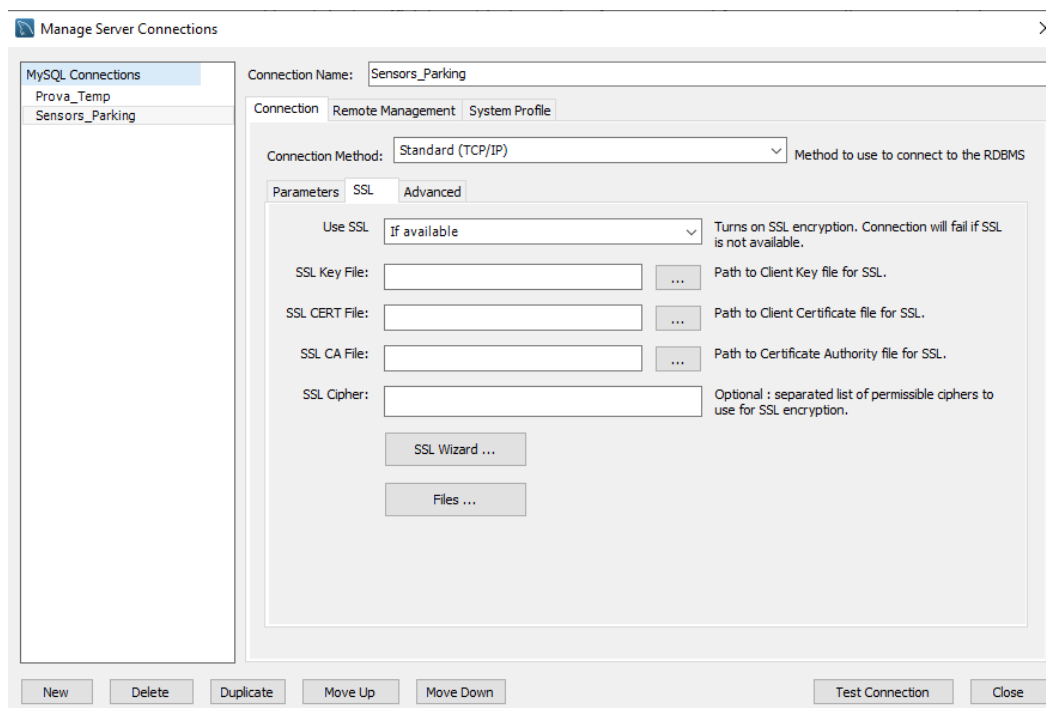 Manage Server Connections
MySQL Connections
Prova_Temp
Sensors_Parking
Connection Name: Sensors_Parking
Connection Remote Management System Profile
Connection Method: Standard (TCP/IP) Method to use to connect to the RDBMS
Parameters SSL Advanced
Use SSL If available Turns on SSL encryption. Connection will fail if SSL
is not available.
SSL Key File: ... Path to Client Key file for SSL.
SSL CERT File: ... Path to Client Certificate file for SSL.
SSL CA File: ... Path to Certificate Authority file for SSL.
SSL Cipher: Optional : separated list of permissible ciphers to
use for SSL encryption.
SSL Wizard ...
Files ...
New Delete Duplicate Move Up Move Down Test Connection Close